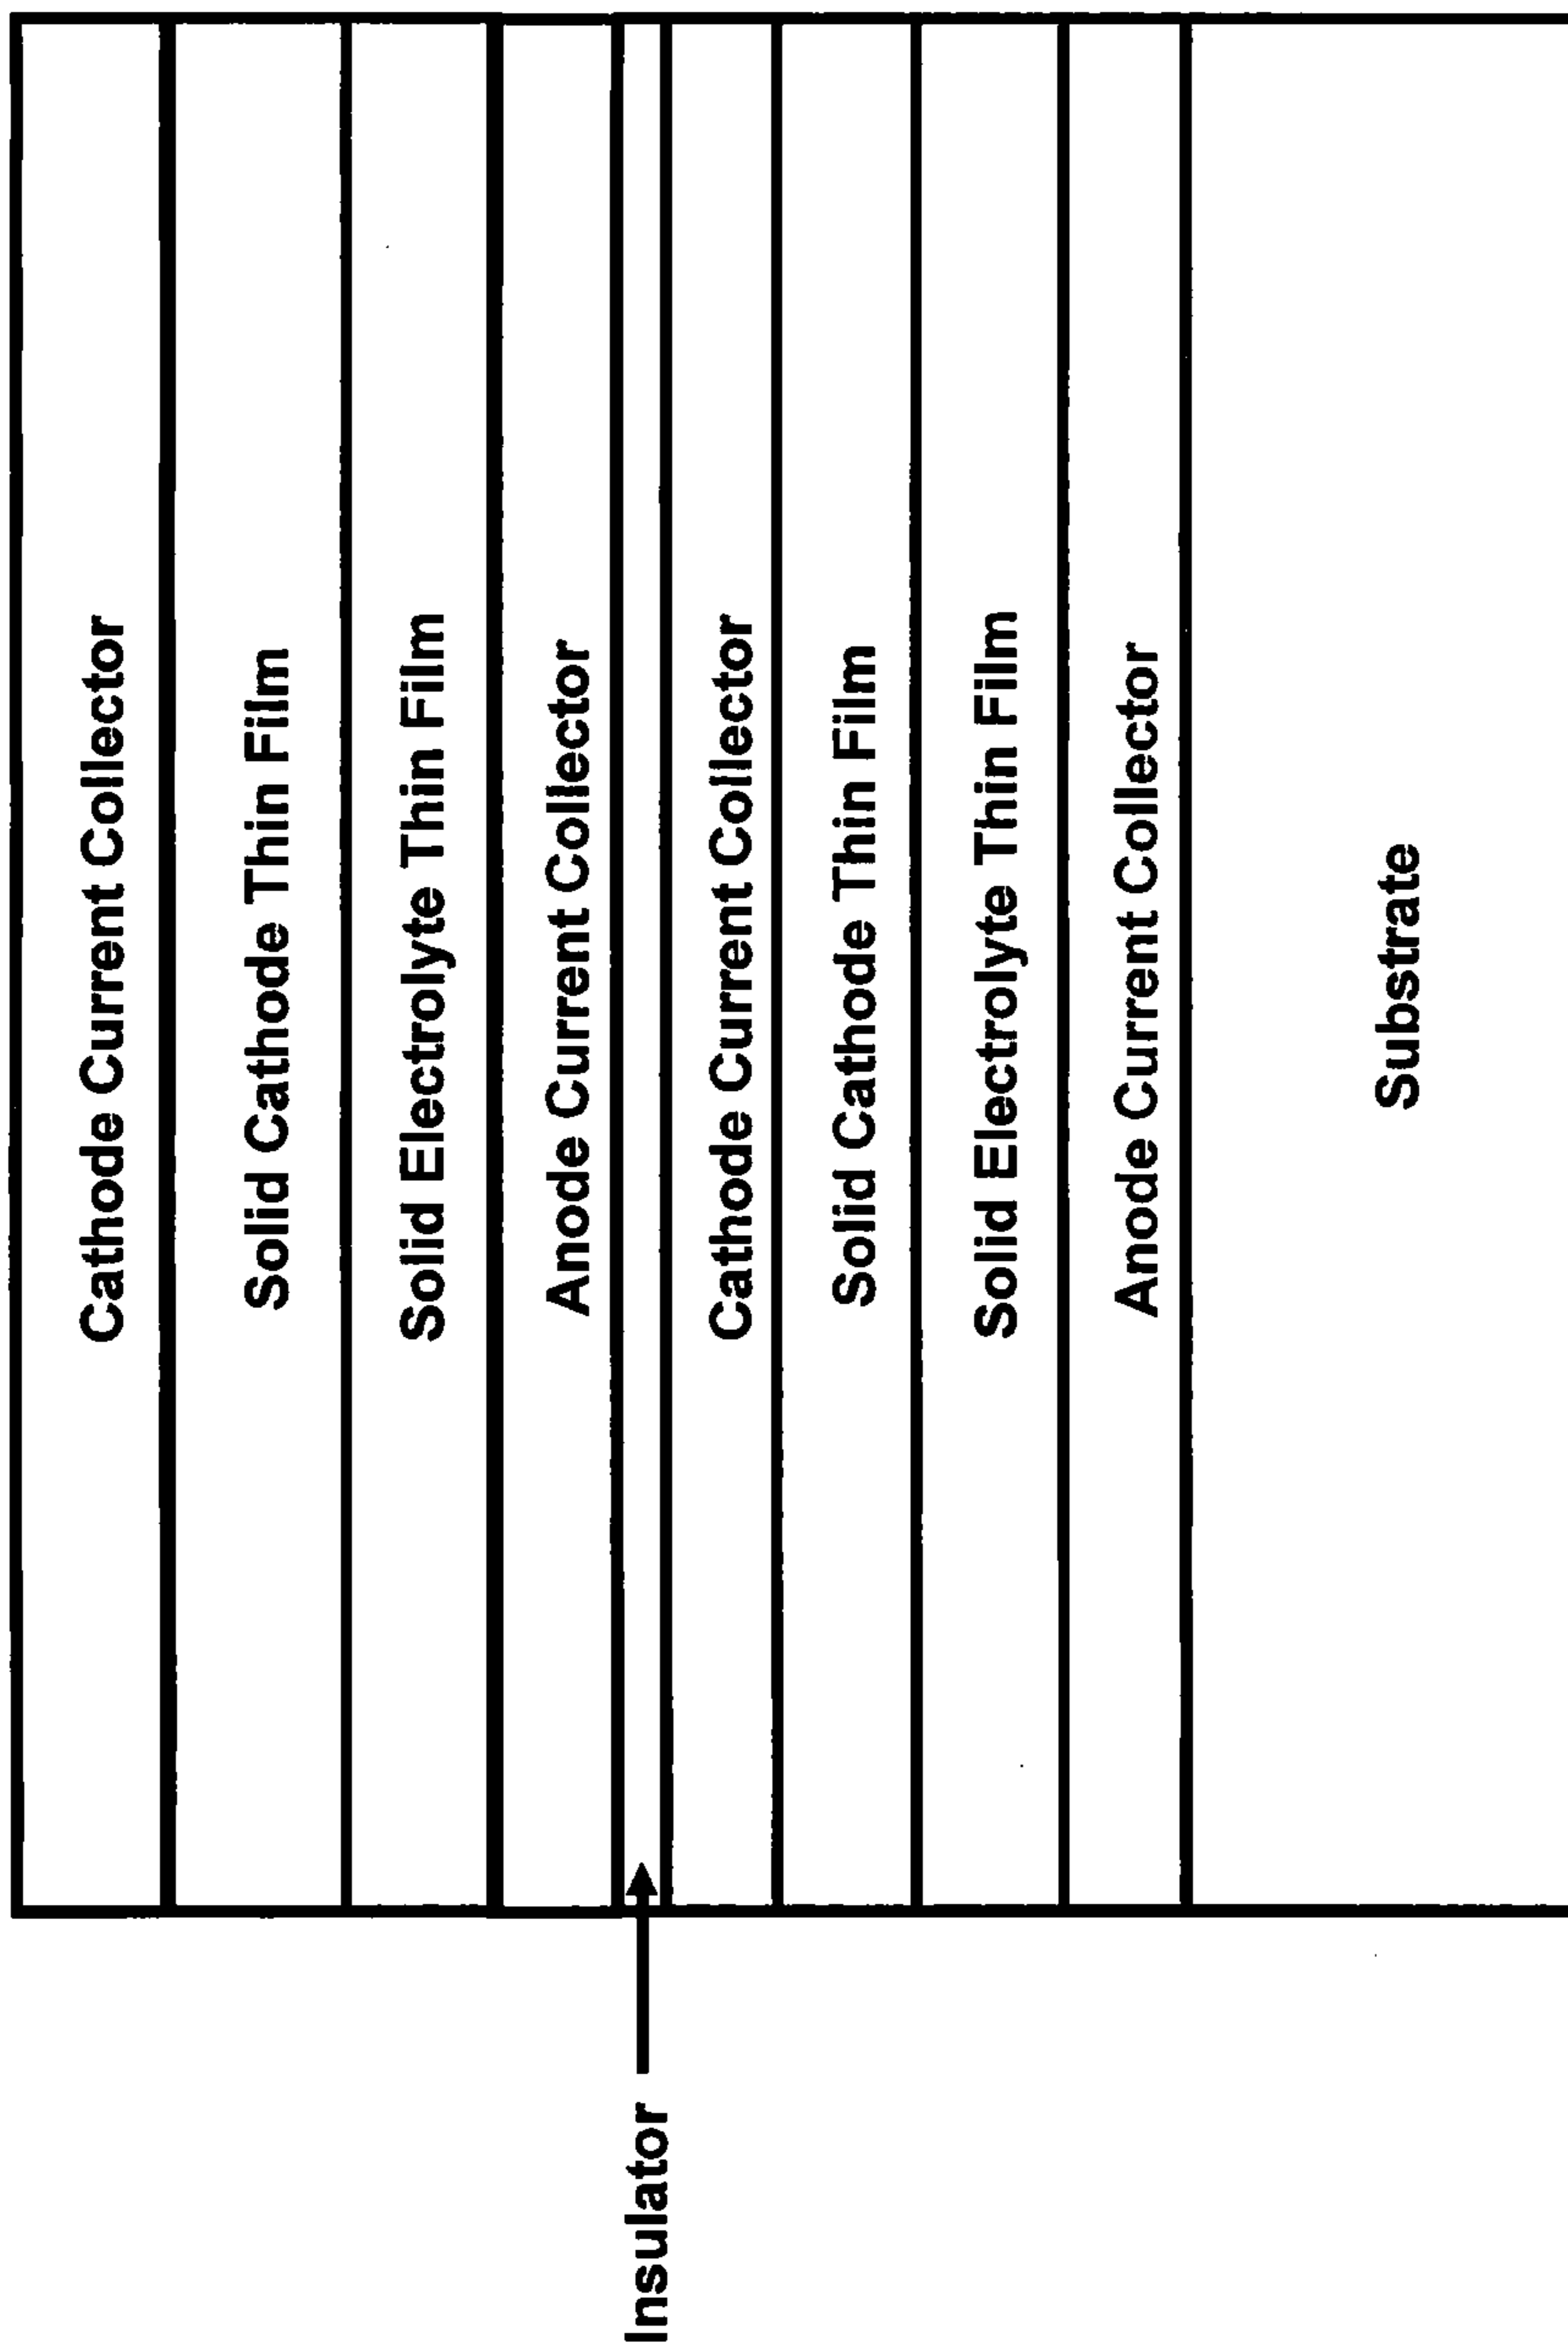 Cathode Current Collector
Solid Cathode Thin Film
Solid Electrolyte Thin Film
Anode Current Collector
Insulator
Cathode Current Collector
Solid Cathode Thin Film
Solid Electrolyte Thin Film
Anode Current Collector
Substrate